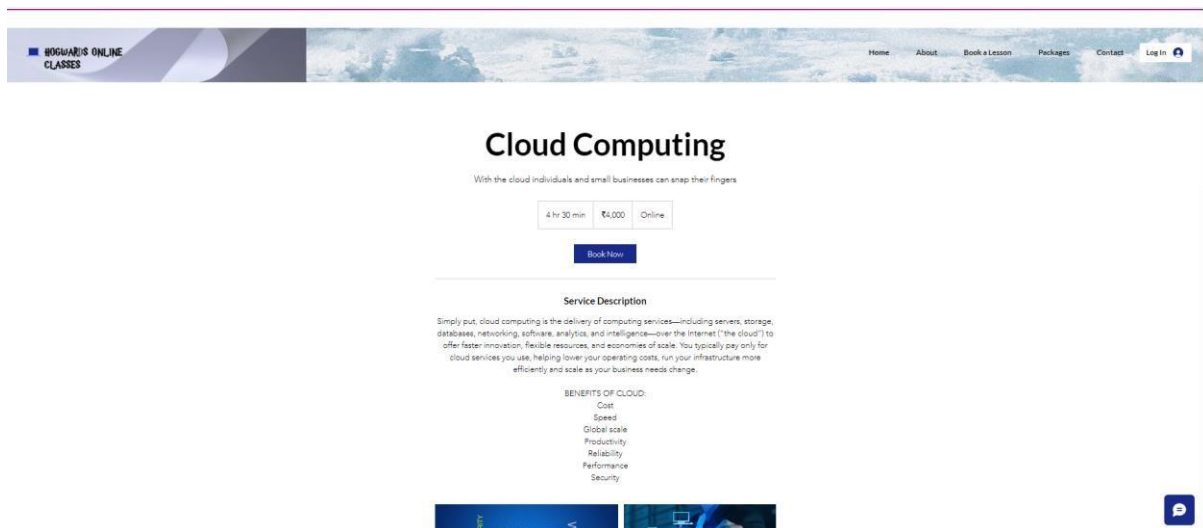 HOGWARDS ONLINE
CLASSES
Home About Book a Lesson Packages Contact Log In
Cloud Computing
With the cloud individuals and small businesses can snap their fingers
4 hr 30 min ₹4,000 Online
Book Now
Service Description
Simply put, cloud computing is the delivery of computing services—including servers, storage,
databases, networking, software, analytics, and intelligence—over the Internet ("the cloud") to
offer faster innovation, flexible resources, and economies of scale. You typically pay only for
cloud services you use, helping lower your operating costs, run your infrastructure more
efficiently and scale as your business needs change.
BENEFITS OF CLOUD:
Cost
Speed
Global scale
Productivity
Reliability
Performance
Security